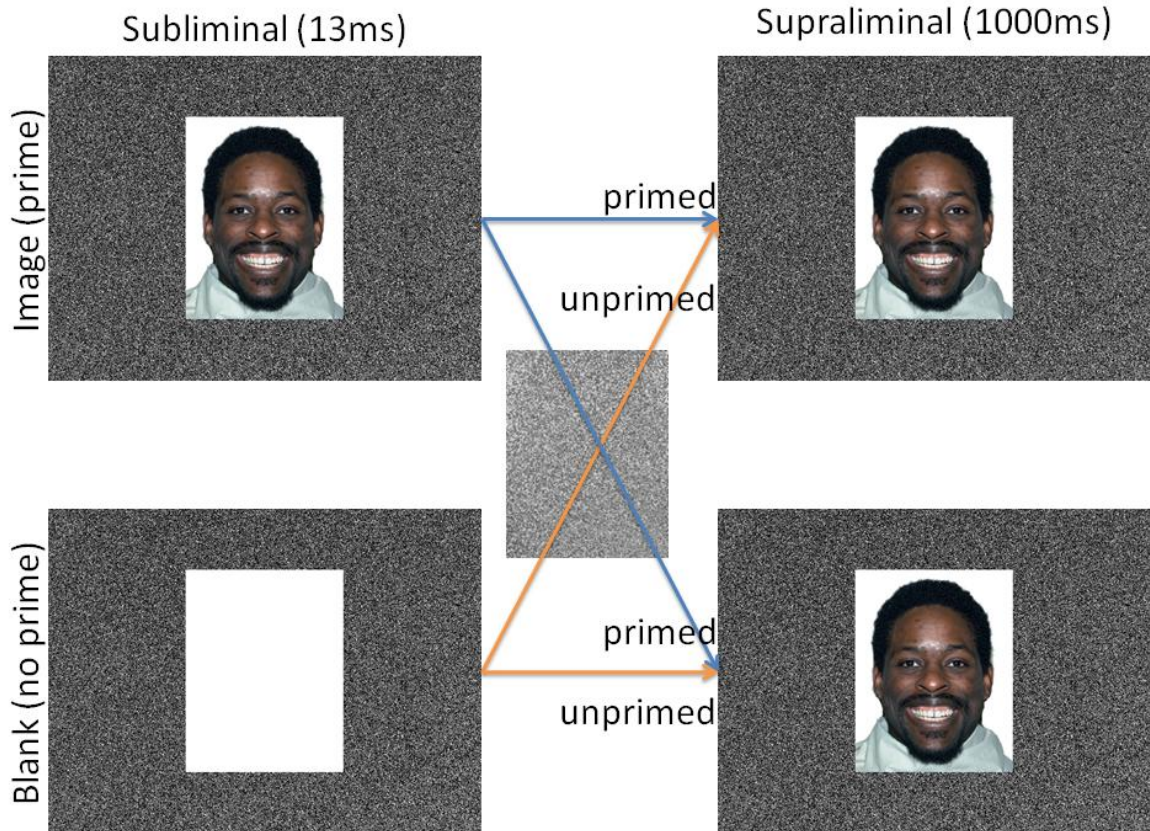 Subliminal (13ms)
Supraliminal (1000ms)
Image (prime)
primed
unprimed
Blank (no prime)
primed
unprimed